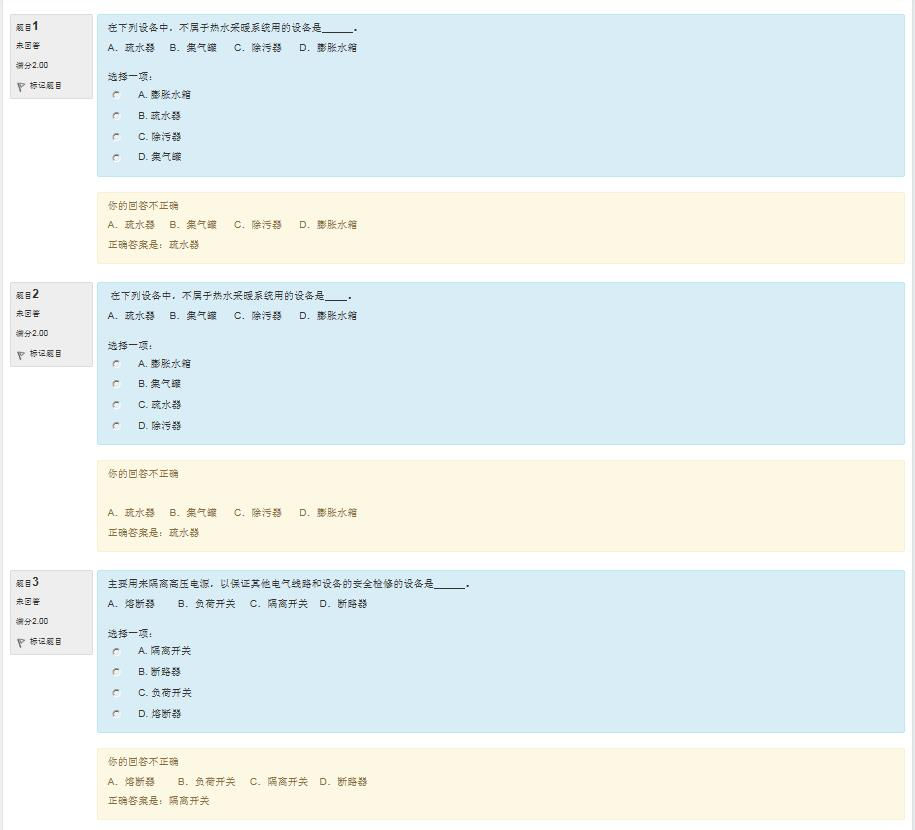 题目1
未回答
满分2.00
标记题目
在下列设备中，不属于热水采暖系统用的设备是______。
A．疏水器 B．集气罐 C．除污器 D．膨胀水箱
选择一项：
A. 膨胀水箱
B. 疏水器
C. 除污器
D. 集气罐
你的回答不正确
A．疏水器 B．集气罐 C．除污器 D．膨胀水箱
正确答案是：疏水器
题目2
未回答
满分2.00
标记题目
在下列设备中，不属于热水采暖系统用的设备是____。
A．疏水器 B．集气罐 C．除污器 D．膨胀水箱
选择一项：
A. 膨胀水箱
B. 集气罐
C. 疏水器
D. 除污器
你的回答不正确
A．疏水器 B．集气罐 C．除污器 D．膨胀水箱
正确答案是：疏水器
题目3
未回答
满分2.00
标记题目
主要用来隔离高压电源，以保证其他电气线路和设备的安全检修的设备是______。
A．熔断器 B．负荷开关 C．隔离开关 D．断路器
选择一项：
A. 隔离开关
B. 断路器
C. 负荷开关
D. 熔断器
你的回答不正确
A．熔断器 B．负荷开关 C．隔离开关 D．断路器
正确答案是：隔离开关